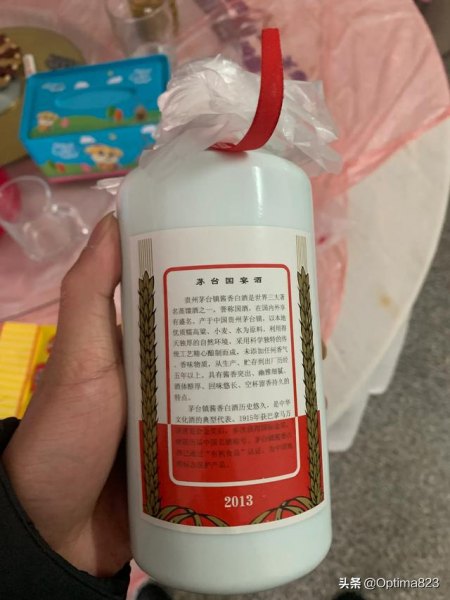 茅台国宴酒
贵州茅台镇酱香白酒是世界三大著
名蒸馏酒之一，誉称国酒，在国内外享
有盛名。产于中国贵州茅台镇，以本地
优质糯高粱、小麦、水为原料，利用得
天独厚的自然环境，采用科学独特的传
统工艺精心酿制而成，未添加任何香气
、香味物质，从生产、贮存到出厂历经
五年以上。具有酱香突出、幽雅细腻、
酒体醇厚、回味悠长、空杯留香持久的
特点。
茅台镇酱香白酒历史悠久，是中华
文化酒的典型代表。1915年获巴拿马万
2013
头条 @Optima823